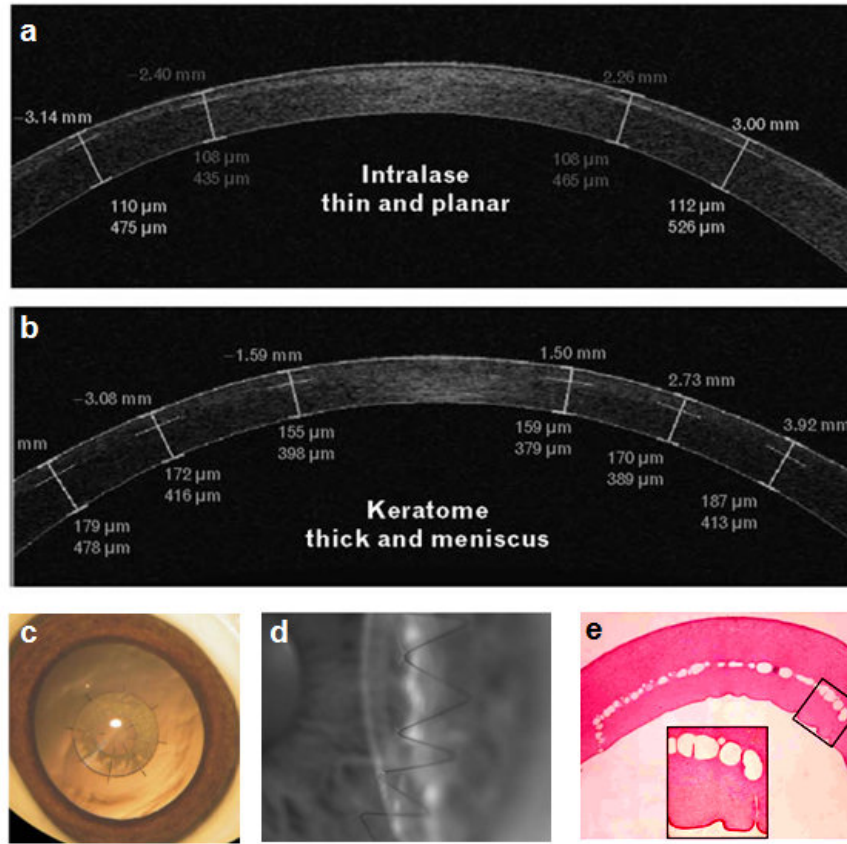 a
-2.40 mm
2.26 mm
-3.14 mm
3.00 mm
108 µm
435 µm
108 µm
465 µm
Intralase
thin and planar
110 µm
475 µm
112 µm
526 µm
b
-1.59 mm
1.50 mm
-3.08 mm
2.73 mm
mm
3.92 mm
155 µm
398 µm
159 µm
379 µm
172 µm
416 µm
170 µm
389 µm
187 µm
413 µm
179 µm
478 µm
Keratome
thick and meniscus
c
d
e